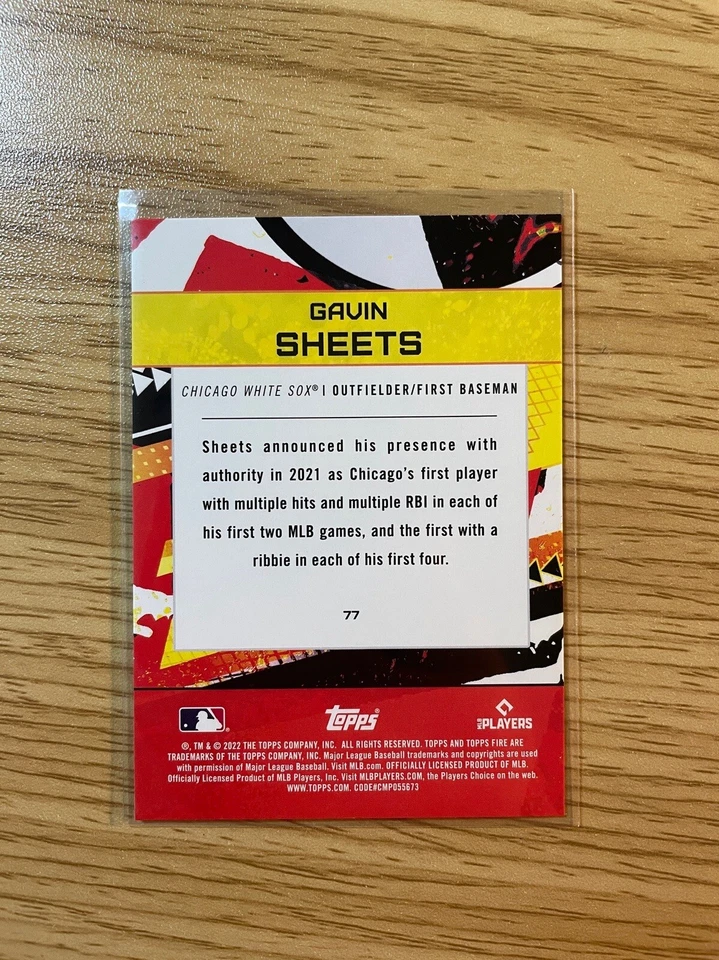 GAVIN
SHEETS
CHICAGO WHITE SOX® | OUTFIELDER/FIRST BASEMAN
Sheets announced his presence with
authority in 2021 as Chicago's first player
with multiple hits and multiple RBI in each of
his first two MLB games, and the first with a
ribbie in each of his first four.
77
topps®
MLB PLAYERS
®, TM & © 2022 THE TOPPS COMPANY, INC. ALL RIGHTS RESERVED. TOPPS AND TOPPS FIRE ARE
TRADEMARKS OF THE TOPPS COMPANY, INC. Major League Baseball trademarks and copyrights are used
with permission of Major League Baseball. Visit MLB.com. OFFICIALLY LICENSED PRODUCT OF MLB.
Officially Licensed Product of MLB Players, Inc. Visit MLBPLAYERS.COM, the Players Choice on the web.
WWW.TOPPS.COM. CODE#CMP055673